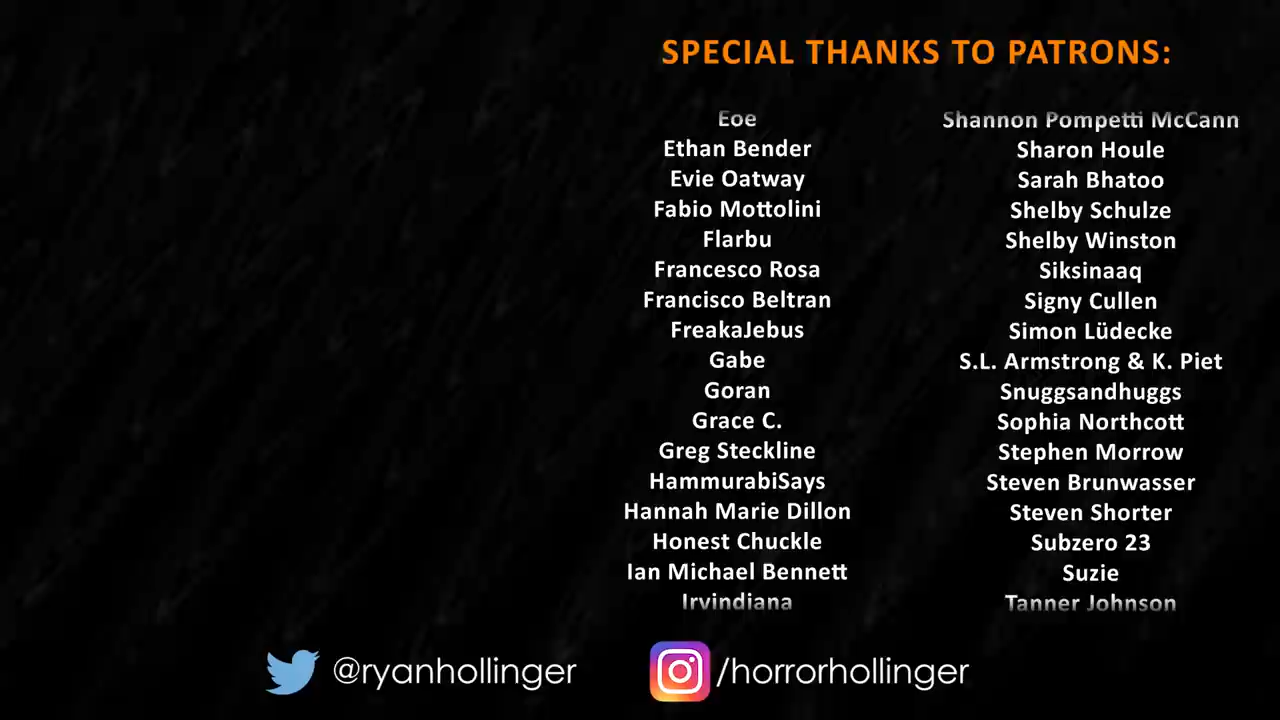 SPECIAL THANKS TO PATRONS:
Eoe
Ethan Bender
Evie Oatway
Fabio Mottolini
Flarbu
Francesco Rosa
Francisco Beltran
FreakaJebus
Gabe
Goran
Grace C.
Greg Steckline
HammurabiSays
Hannah Marie Dillon
Honest Chuckle
Ian Michael Bennett
Irvindiana
Shannon Pompetti McCann
Sharon Houle
Sarah Bhatoo
Shelby Schulze
Shelby Winston
Siksinaaq
Signy Cullen
Simon Lüdecke
S.L. Armstrong & K. Piet
Snuggsandhuggs
Sophia Northcott
Stephen Morrow
Steven Brunwasser
Steven Shorter
Subzero 23
Suzie
Tanner Johnson
@ryanhollinger
/horrorhollinger